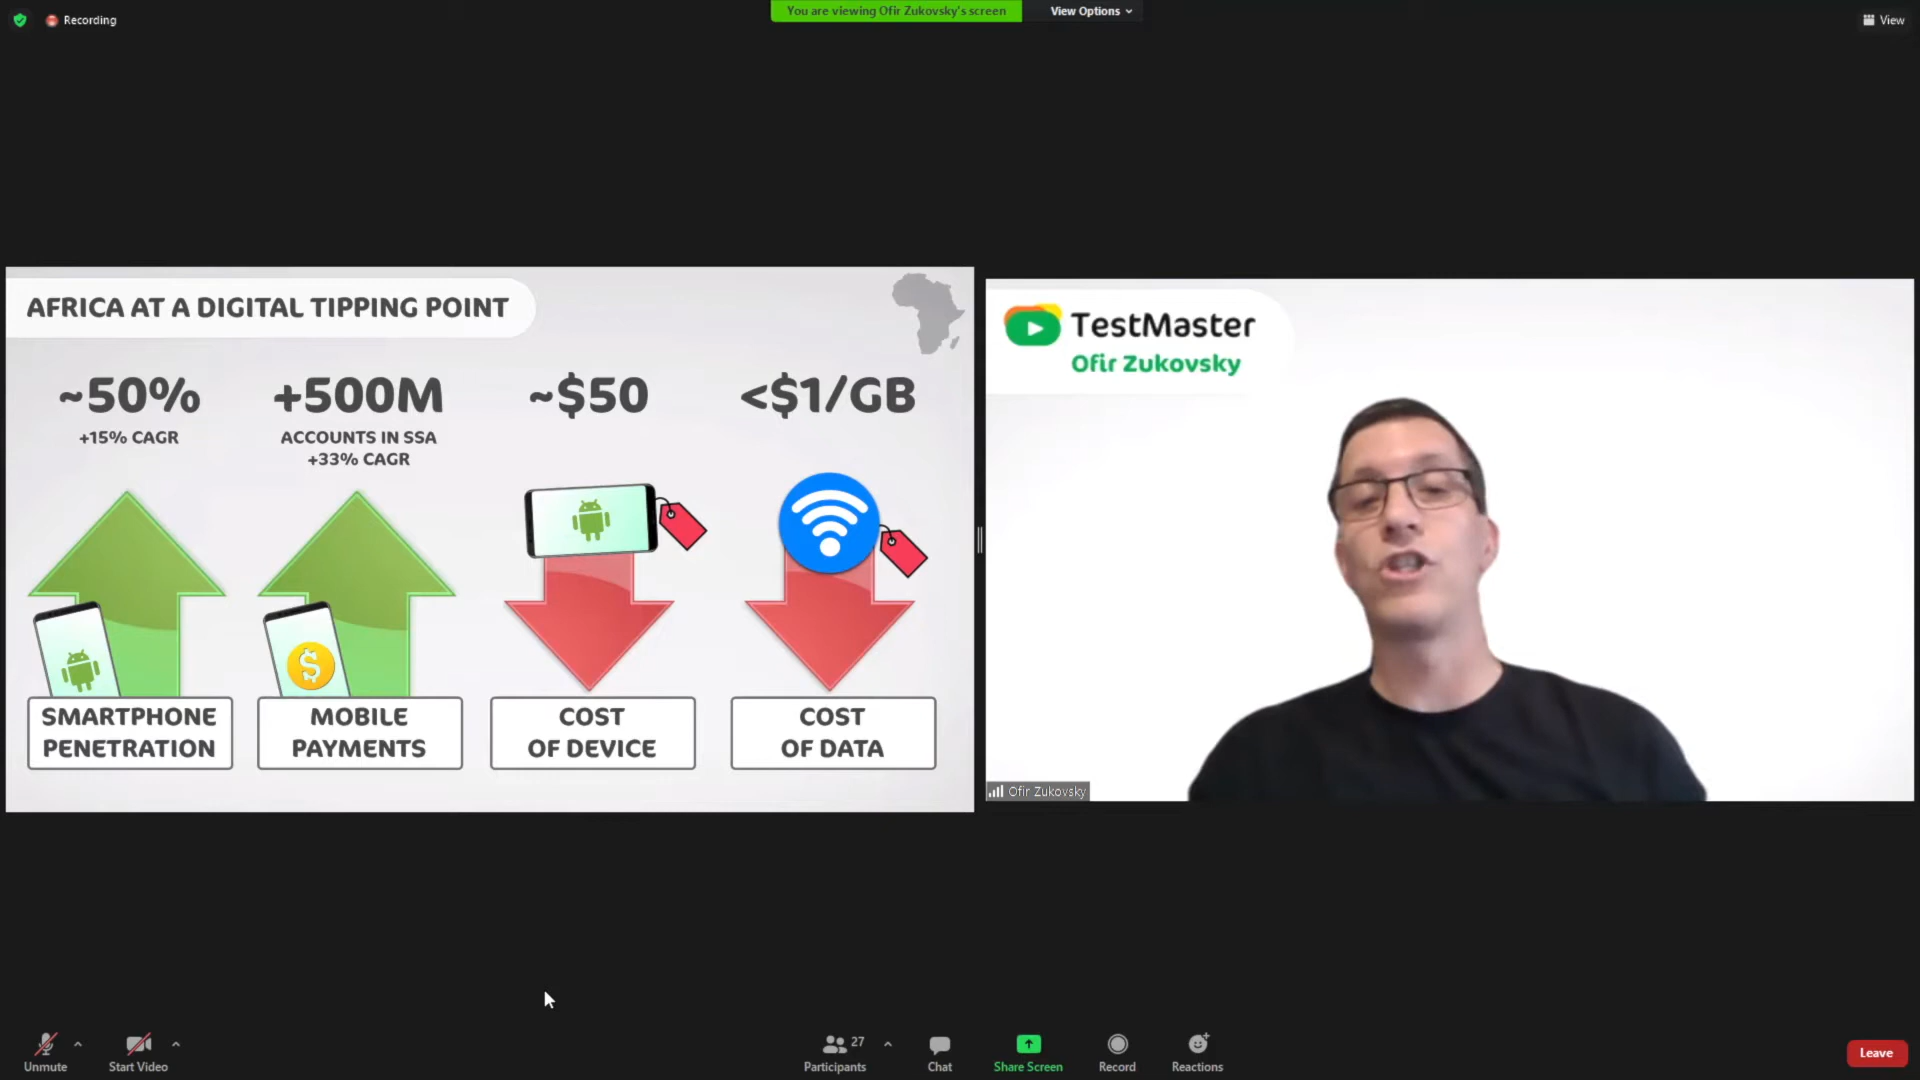 Recording
You are viewing Ofir Zukovsky's screen
View Options
View
AFRICA AT A DIGITAL TIPPING POINT
~50%
+15% CAGR
+500M
ACCOUNTS IN SSA
+33% CAGR
~$50
<$1/GB
$
SMARTPHONE
PENETRATION
MOBILE
PAYMENTS
COST
OF DEVICE
COST
OF DATA
TestMaster
Ofir Zukovsky
Ofir Zukovsky
Unmute
Start Video
27
Participants
Chat
Share Screen
Record
Reactions
Leave